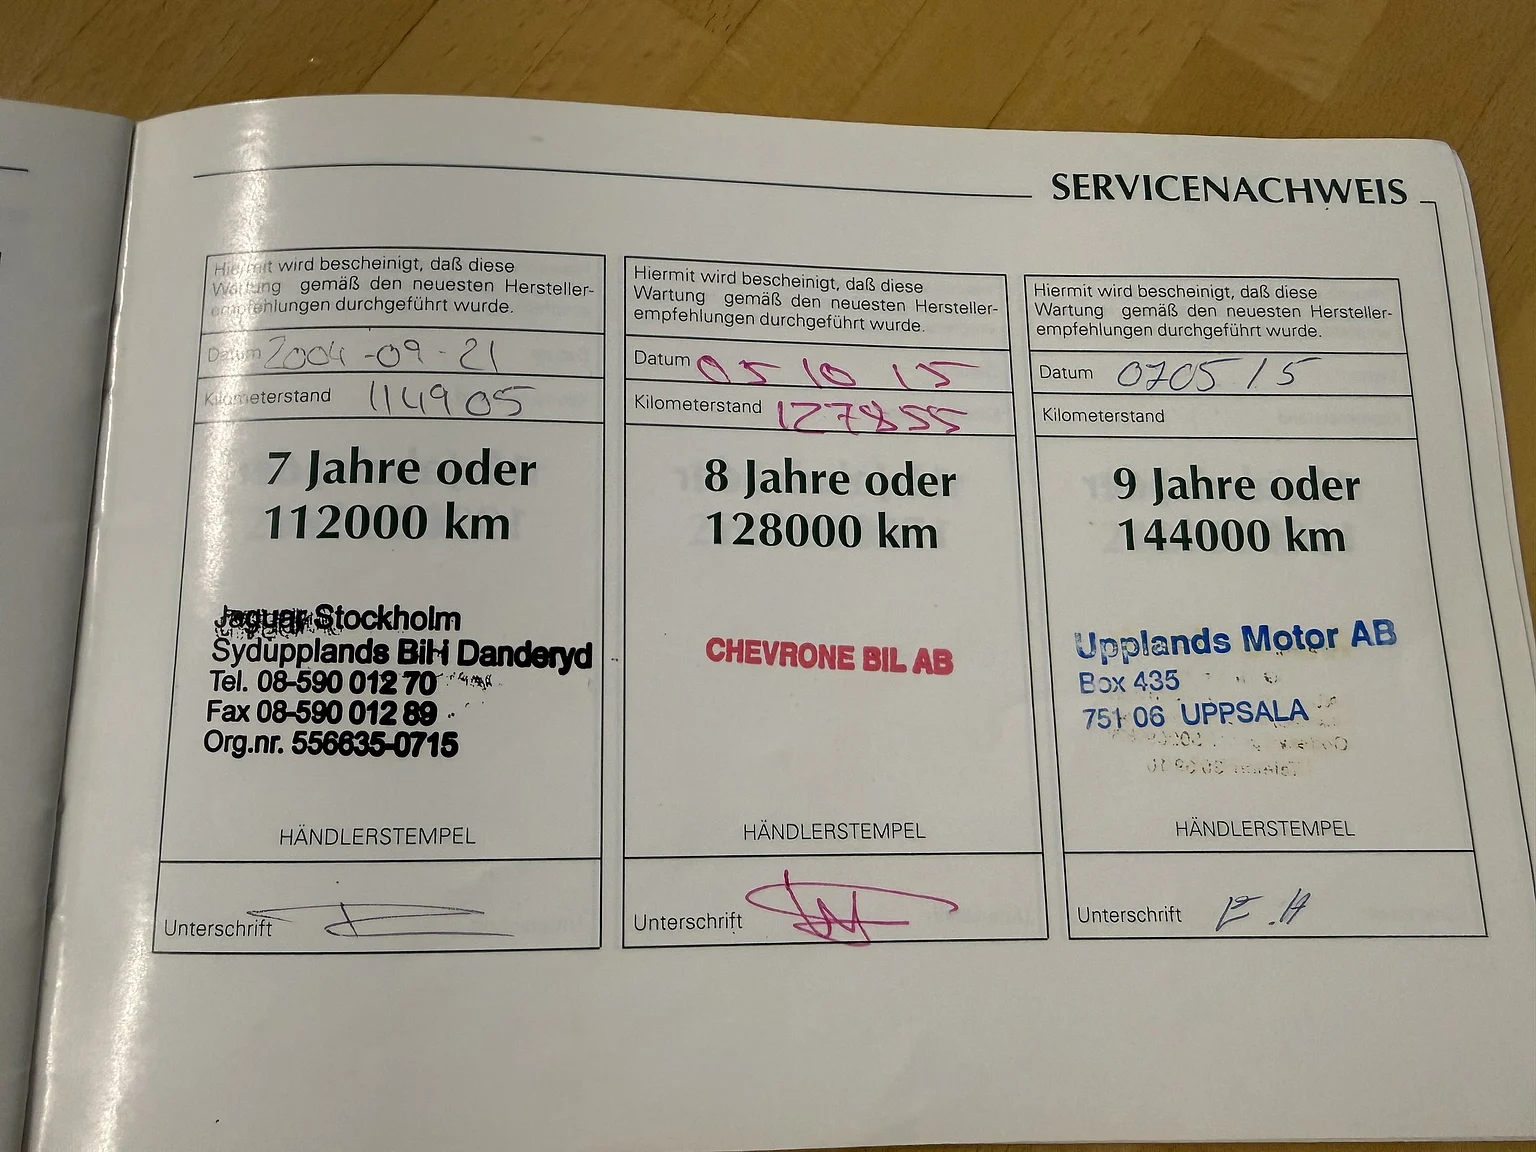 SERVICENACHWEIS
Hiermit wird bescheinigt, daß diese
Wartung gemäß den neuesten Hersteller-
empfehlungen durchgeführt wurde.
Datum 2004-09-21
Kilometerstand 114905
7 Jahre oder
112000 km
Jaguar Stockholm
Sydupplands Bil Danderyd
Tel. 08-590 012 70
Fax 08-590 012 89
Org.nr. 556635-0715
HÄNDLERSTEMPEL
Unterschrift
Hiermit wird bescheinigt, daß diese
Wartung gemäß den neuesten Hersteller-
empfehlungen durchgeführt wurde.
Datum 05 10 15
Kilometerstand 127855
8 Jahre oder
128000 km
CHEVRONE BIL AB
HÄNDLERSTEMPEL
Unterschrift
Hiermit wird bescheinigt, daß diese
Wartung gemäß den neuesten Hersteller-
empfehlungen durchgeführt wurde.
Datum 070515
Kilometerstand
9 Jahre oder
144000 km
Upplands Motor AB
Box 435
751 06 UPPSALA
HÄNDLERSTEMPEL
Unterschrift E.H